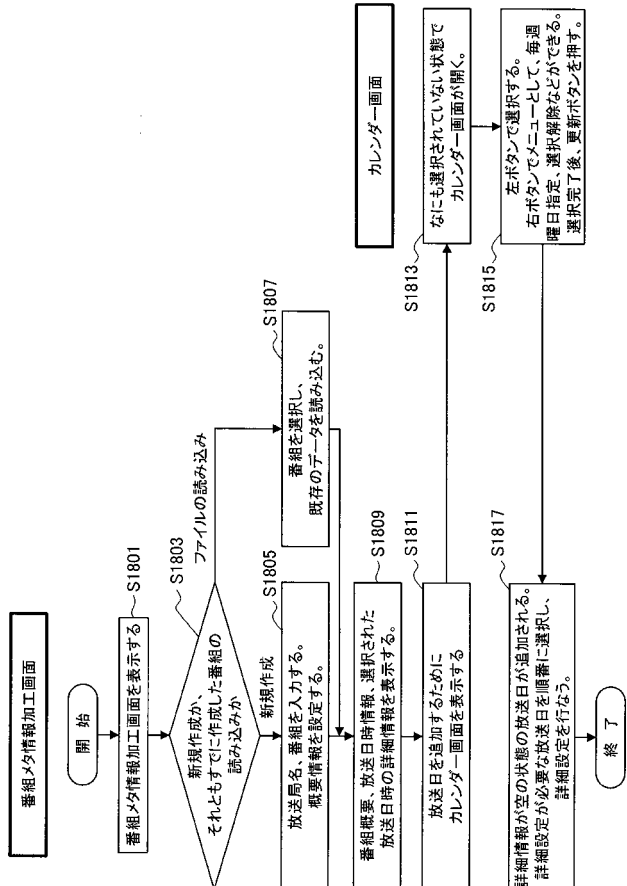 番組メタ情報加工画面
開始
S1801
番組メタ情報加工画面を表示する
S1803
新規作成か、
それともすでに作成した番組の
読み込みか
ファイルの読み込み
新規作成
S1805
放送局名、番組を入力する。
概要情報を設定する。
S1807
番組を選択し、
既存のデータを読み込む。
S1809
番組概要、放送日時情報、選択された
放送日時の詳細情報を表示する。
S1811
放送日を追加するために
カレンダー画面を表示する
カレンダー画面
S1813
なにも選択されていない状態で
カレンダー画面が開く。
S1815
左ボタンで選択する。
右ボタンでメニューとして、毎週
曜日指定、選択解除などができる。
選択完了後、更新ボタンを押す。
S1817
詳細情報が空の状態の放送日が追加される。
詳細設定が必要な放送日を順番に選択し、
詳細設定を行なう。
終了